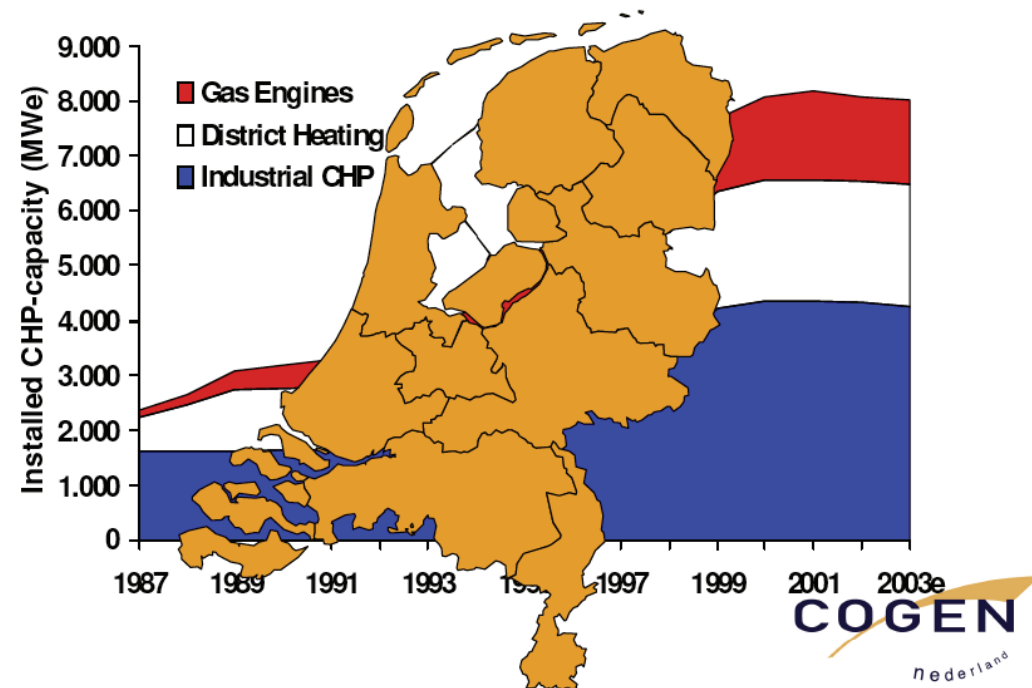 Installed CHP-capacity (MWe)
9.000
8.000
7.000
6.000
5.000
4.000
3.000
2.000
1.000
0
Gas Engines
District Heating
Industrial CHP
1987 1989 1991 1993 1997 1999 2001 2003e
COGEN
nederland